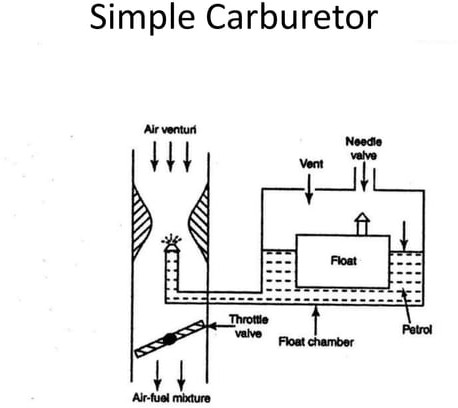 Simple Carburetor
Air venturi
Needle
valve
Vent
Float
Throttle
valve
Float chamber
Petrol
Air-fuel mixture